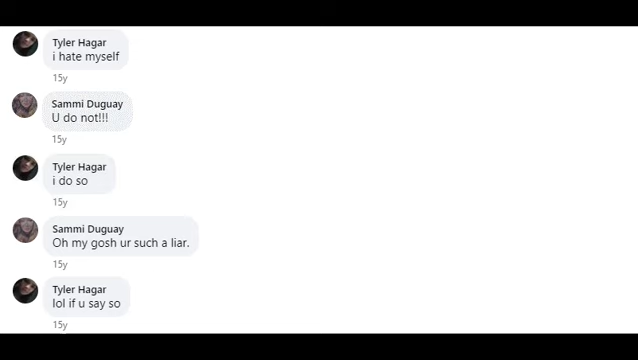 Tyler Hagar
i hate myself
15y
Sammi Duguay
U do not!!!
15y
Tyler Hagar
i do so
15y
Sammi Duguay
Oh my gosh ur such a liar.
15y
Tyler Hagar
lol if u say so
15y